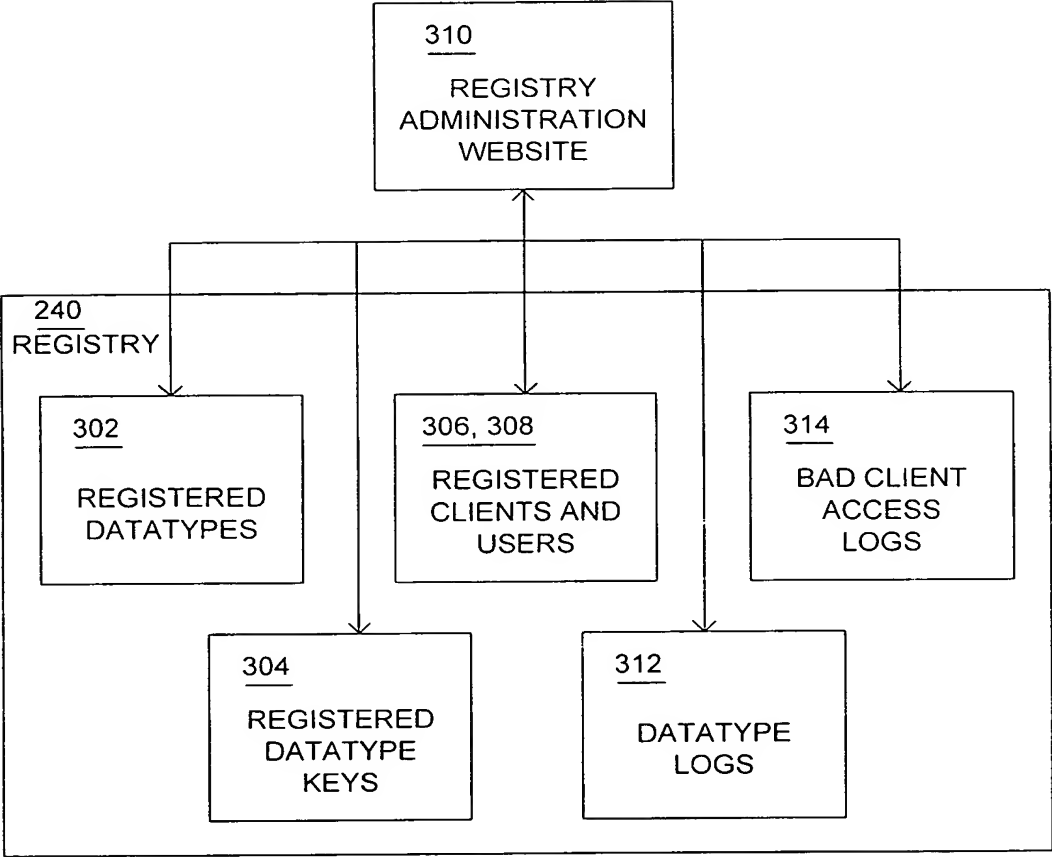 310
REGISTRY
ADMINISTRATION
WEBSITE
240
REGISTRY
302
REGISTERED
DATATYPES
306, 308
REGISTERED
CLIENTS AND
USERS
314
BAD CLIENT
ACCESS
LOGS
304
REGISTERED
DATATYPE
KEYS
312
DATATYPE
LOGS